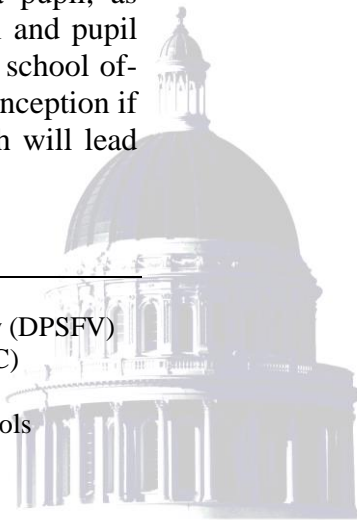 a pupil, as
and pupil
school of-
nception if
h will lead
(DPSFV)
C)
ols